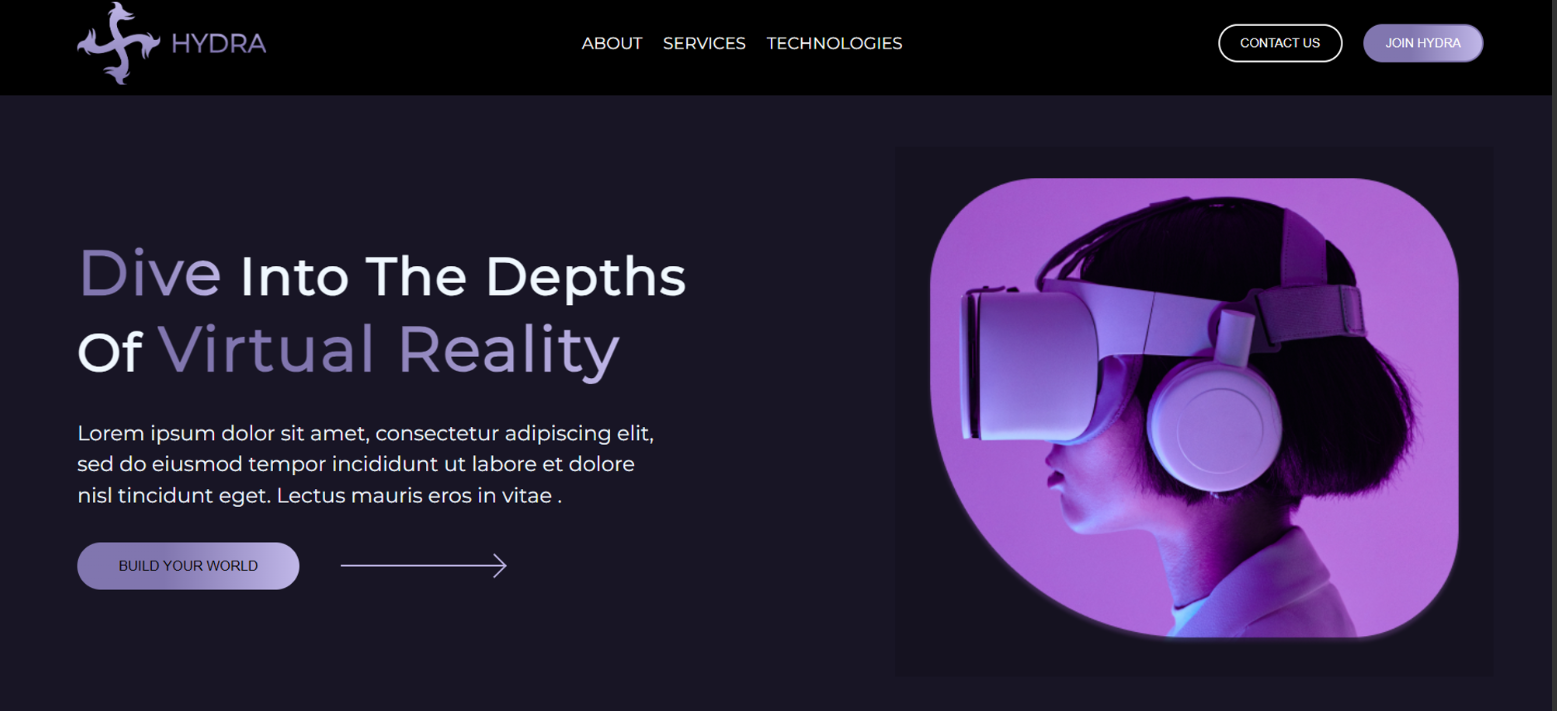 HYDRA
ABOUT SERVICES TECHNOLOGIES
CONTACT US
JOIN HYDRA
Dive Into The Depths
Of Virtual Reality
Lorem ipsum dolor sit amet, consectetur adipiscing elit,
sed do eiusmod tempor incididunt ut labore et dolore
nisl tincidunt eget. Lectus mauris eros in vitae .
BUILD YOUR WORLD